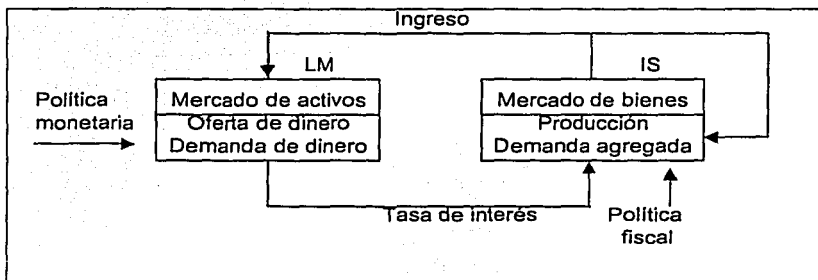 Ingreso
LM
IS
Política
monetaria
Mercado de activos
Oferta de dinero
Demanda de dinero
Mercado de bienes
Producción
Demanda agregada
Tasa de interés
Política
fiscal